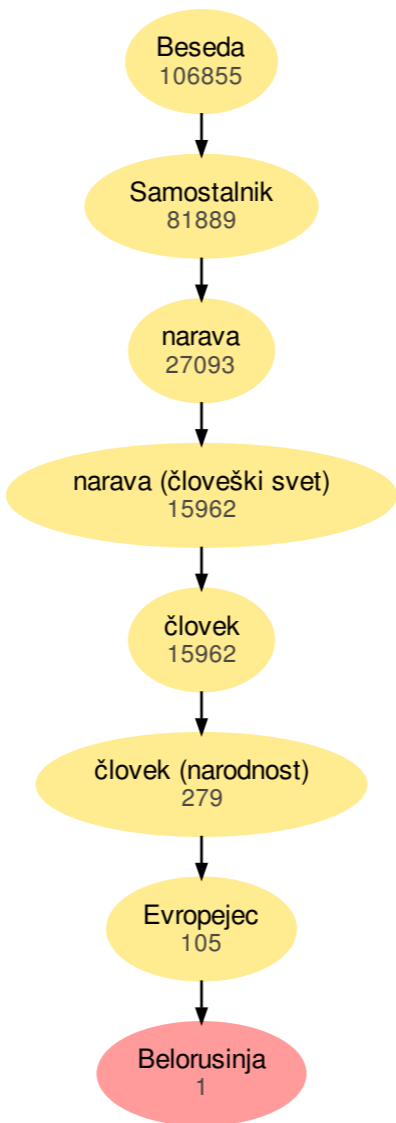 Beseda
106855
Samostalnik
81889
narava
27093
narava (človeški svet)
15962
človek
15962
človek (narodnost)
279
Evropejec
105
Belorusinja
1